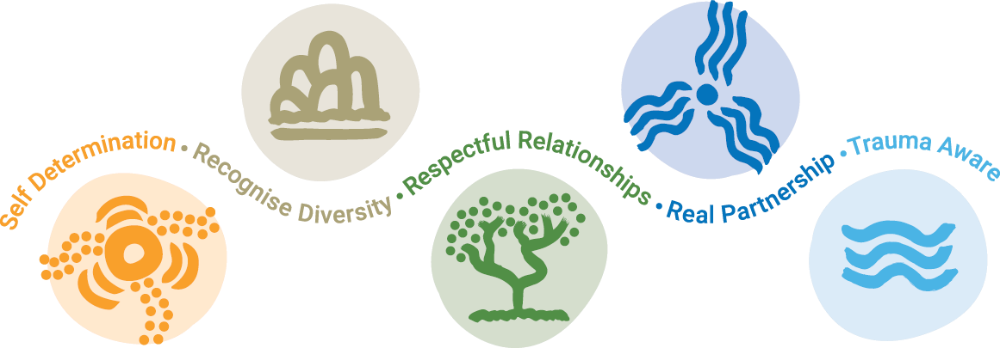 Self Determination • Recognise Diversity • Respectful Relationships • Real Partnership • Trauma Aware